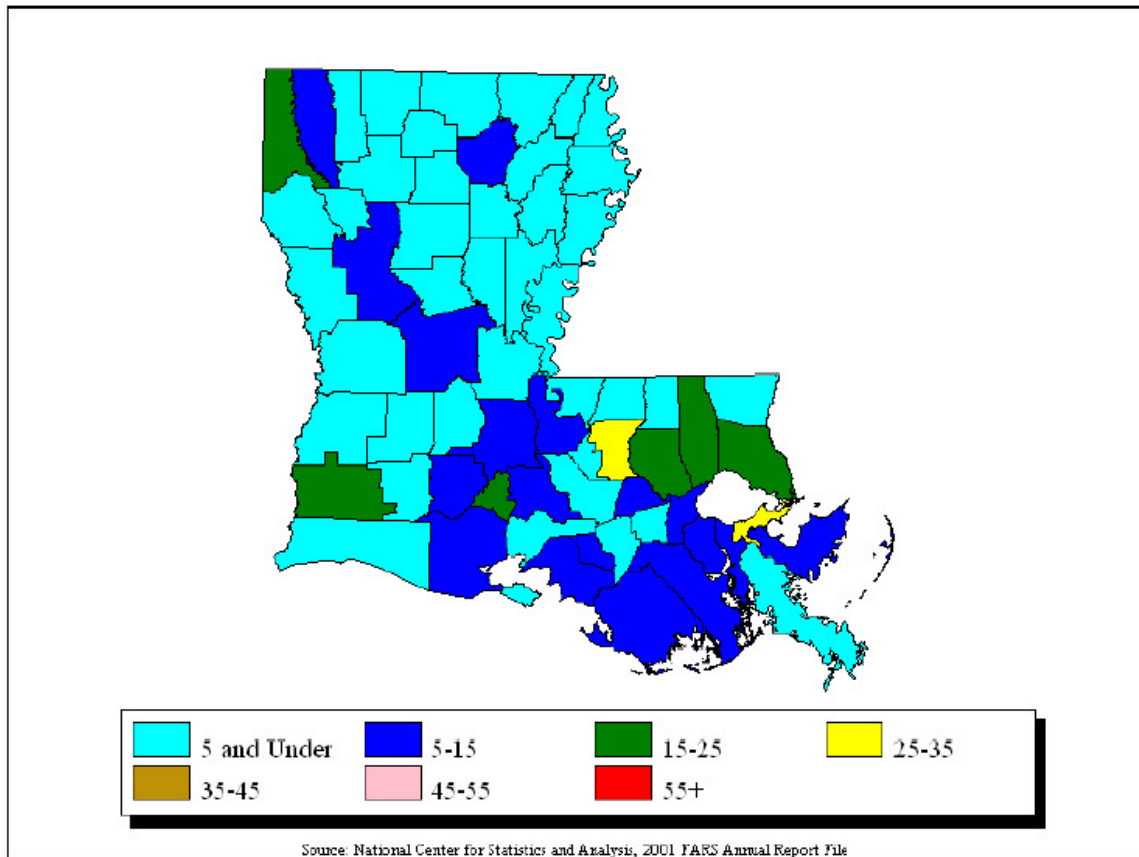 5 and Under 5-15 15-25 25-35
35-45 45-55 55+
Source: National Center for Statistics and Analysis, 2001 FARS Annual Report File